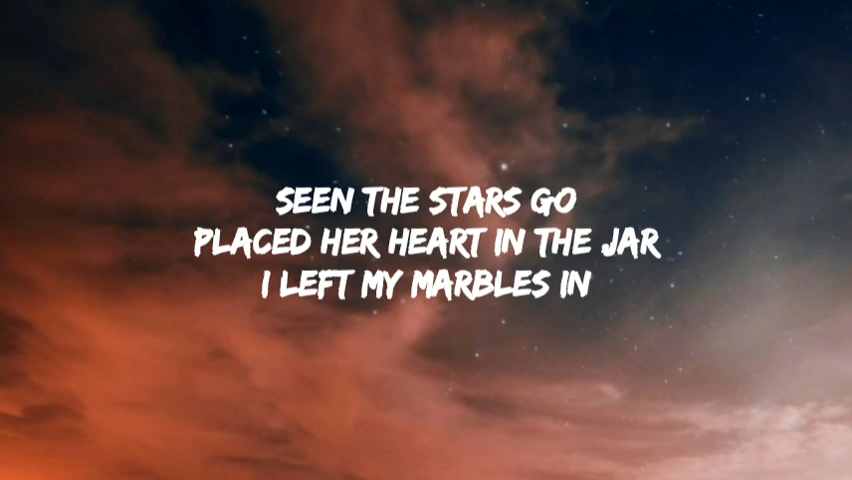 SEEN THE STARS GO
PLACED HER HEART IN THE JAR
I LEFT MY MARBLES IN